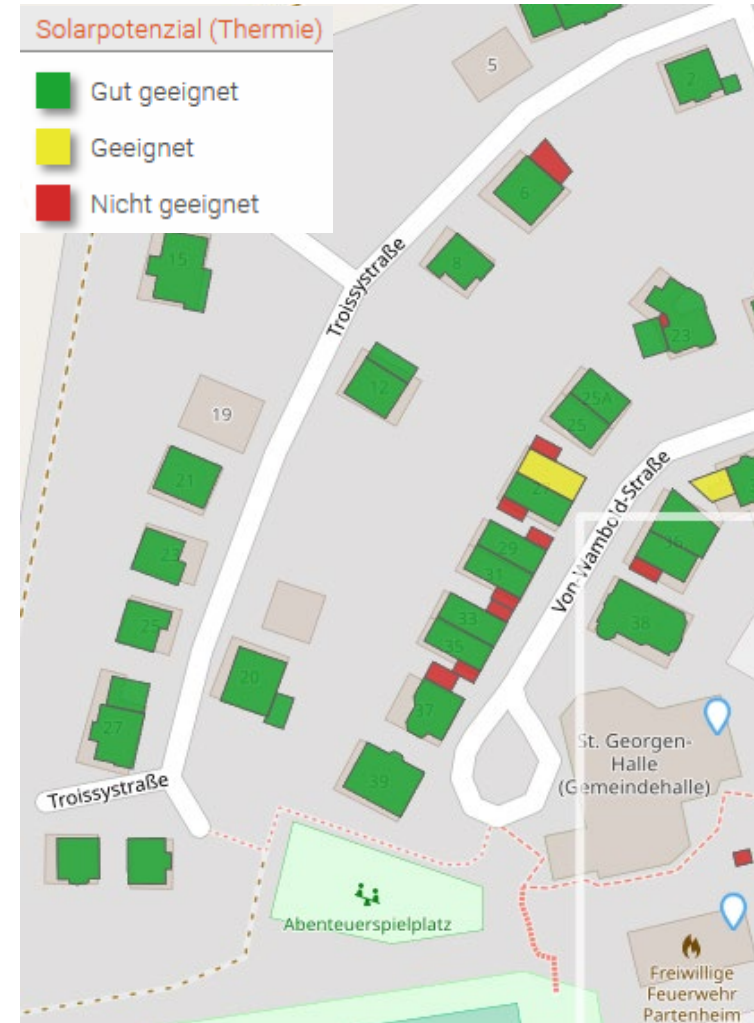 Solarpotenzial (Thermie)
Gut geeignet
Geeignet
Nicht geeignet
5
2
6
15
8
Troissystraße
23
12
25A
25
19
21
27
Von-Wambold-Straße
29
36
23
31
33
38
25
35
20
37
27
St. Georgen-
Halle
(Gemeindehalle)
39
Troissystraße
Abenteuerspielplatz
Freiwillige
Feuerwehr
Partenheim